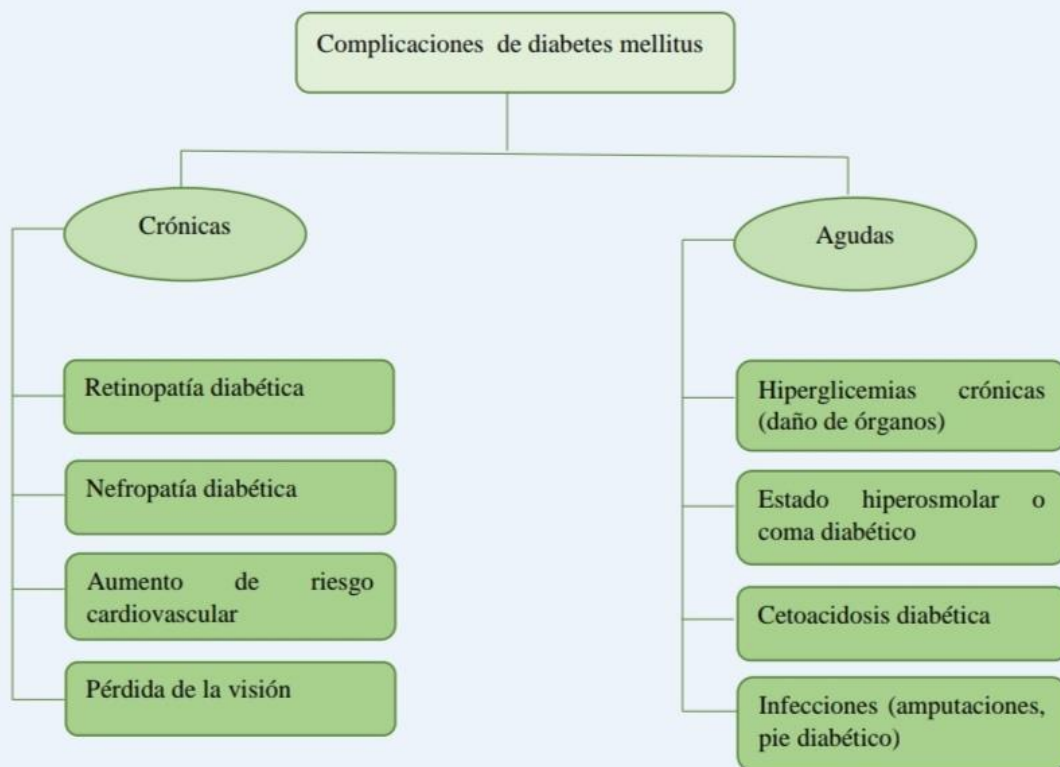 Complicaciones de diabetes mellitus
Crónicas
Retinopatía diabética
Nefropatía diabética
Aumento de riesgo
cardiovascular
Pérdida de la visión
Agudas
Hiperglicemias crónicas
(daño de órganos)
Estado hiperosmolar o
coma diabético
Cetoacidosis diabética
Infecciones (amputaciones,
pie diabético)